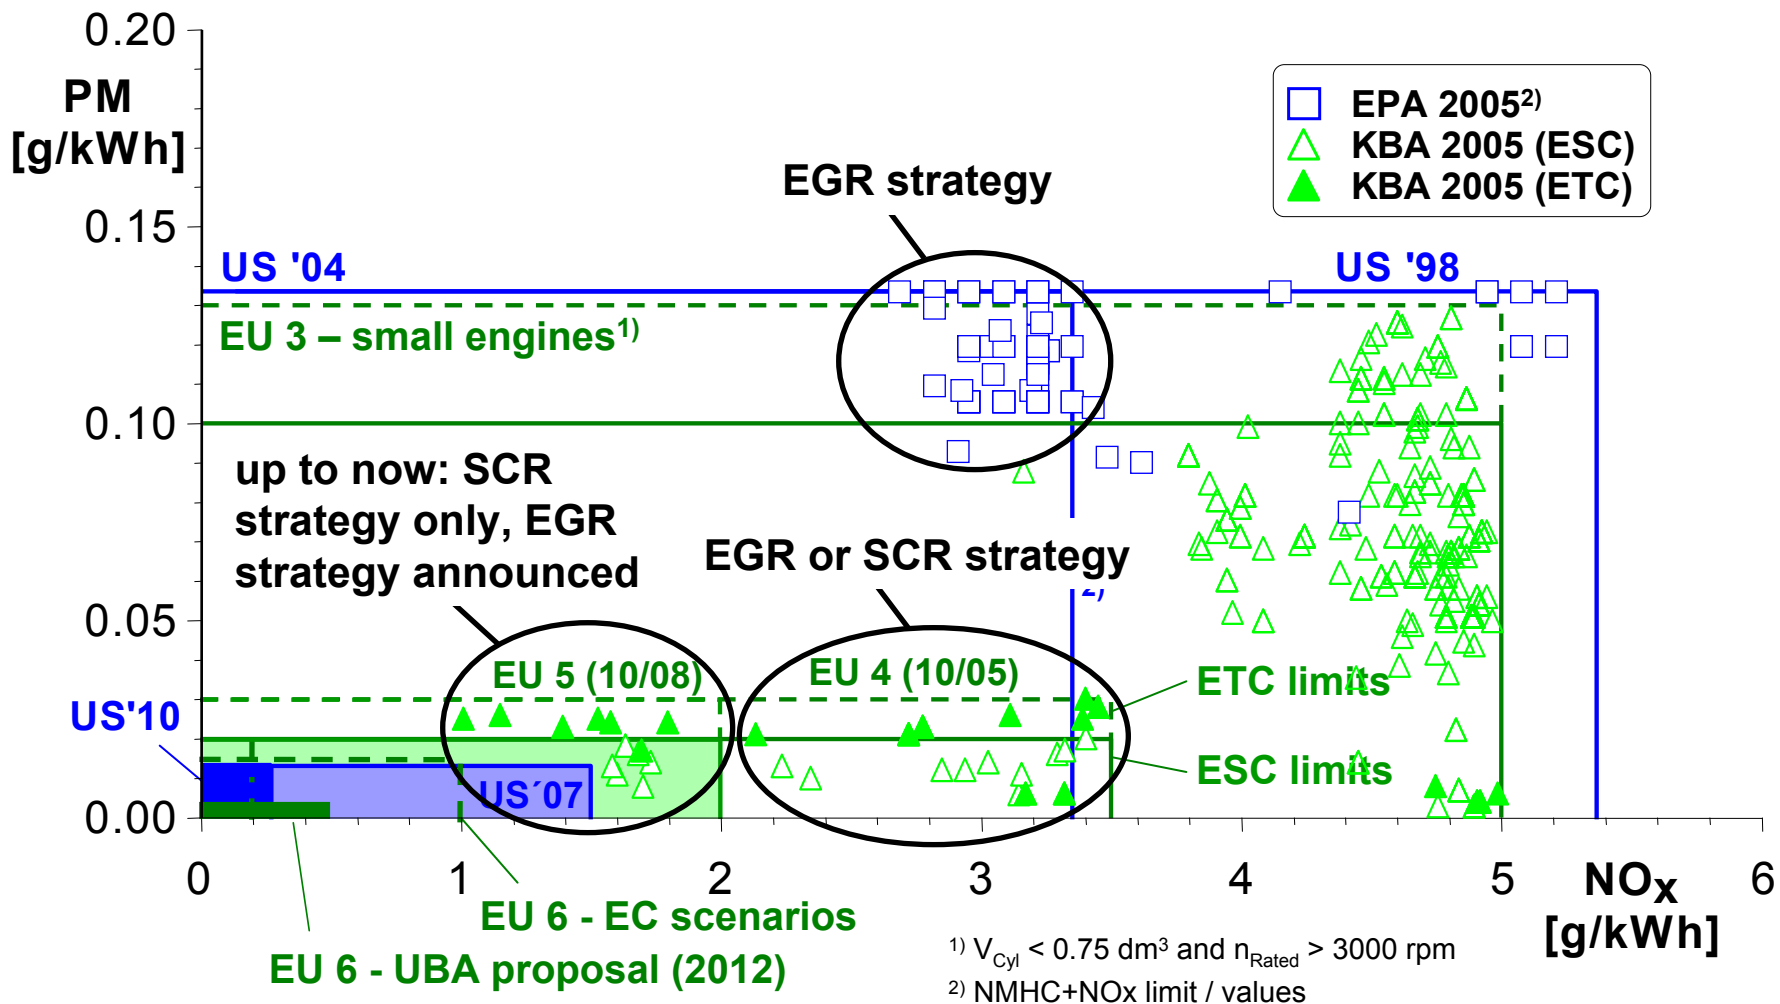 0.20
PM
[g/kWh]
EPA 2005²⁾
KBA 2005 (ESC)
KBA 2005 (ETC)
EGR strategy
0.15
US '04
US '98
EU 3 – small engines¹⁾
0.10
up to now: SCR
strategy only, EGR
strategy announced
EGR or SCR strategy
2)
0.05
EU 5 (10/08)
EU 4 (10/05)
ETC limits
US'10
ESC limits
US´07
0.00
0 1 2 3 4 5 6
NOx
[g/kWh]
EU 6 - EC scenarios
EU 6 - UBA proposal (2012)
¹⁾ V_Cyl < 0.75 dm³ and n_Rated > 3000 rpm
²⁾ NMHC+NOx limit / values